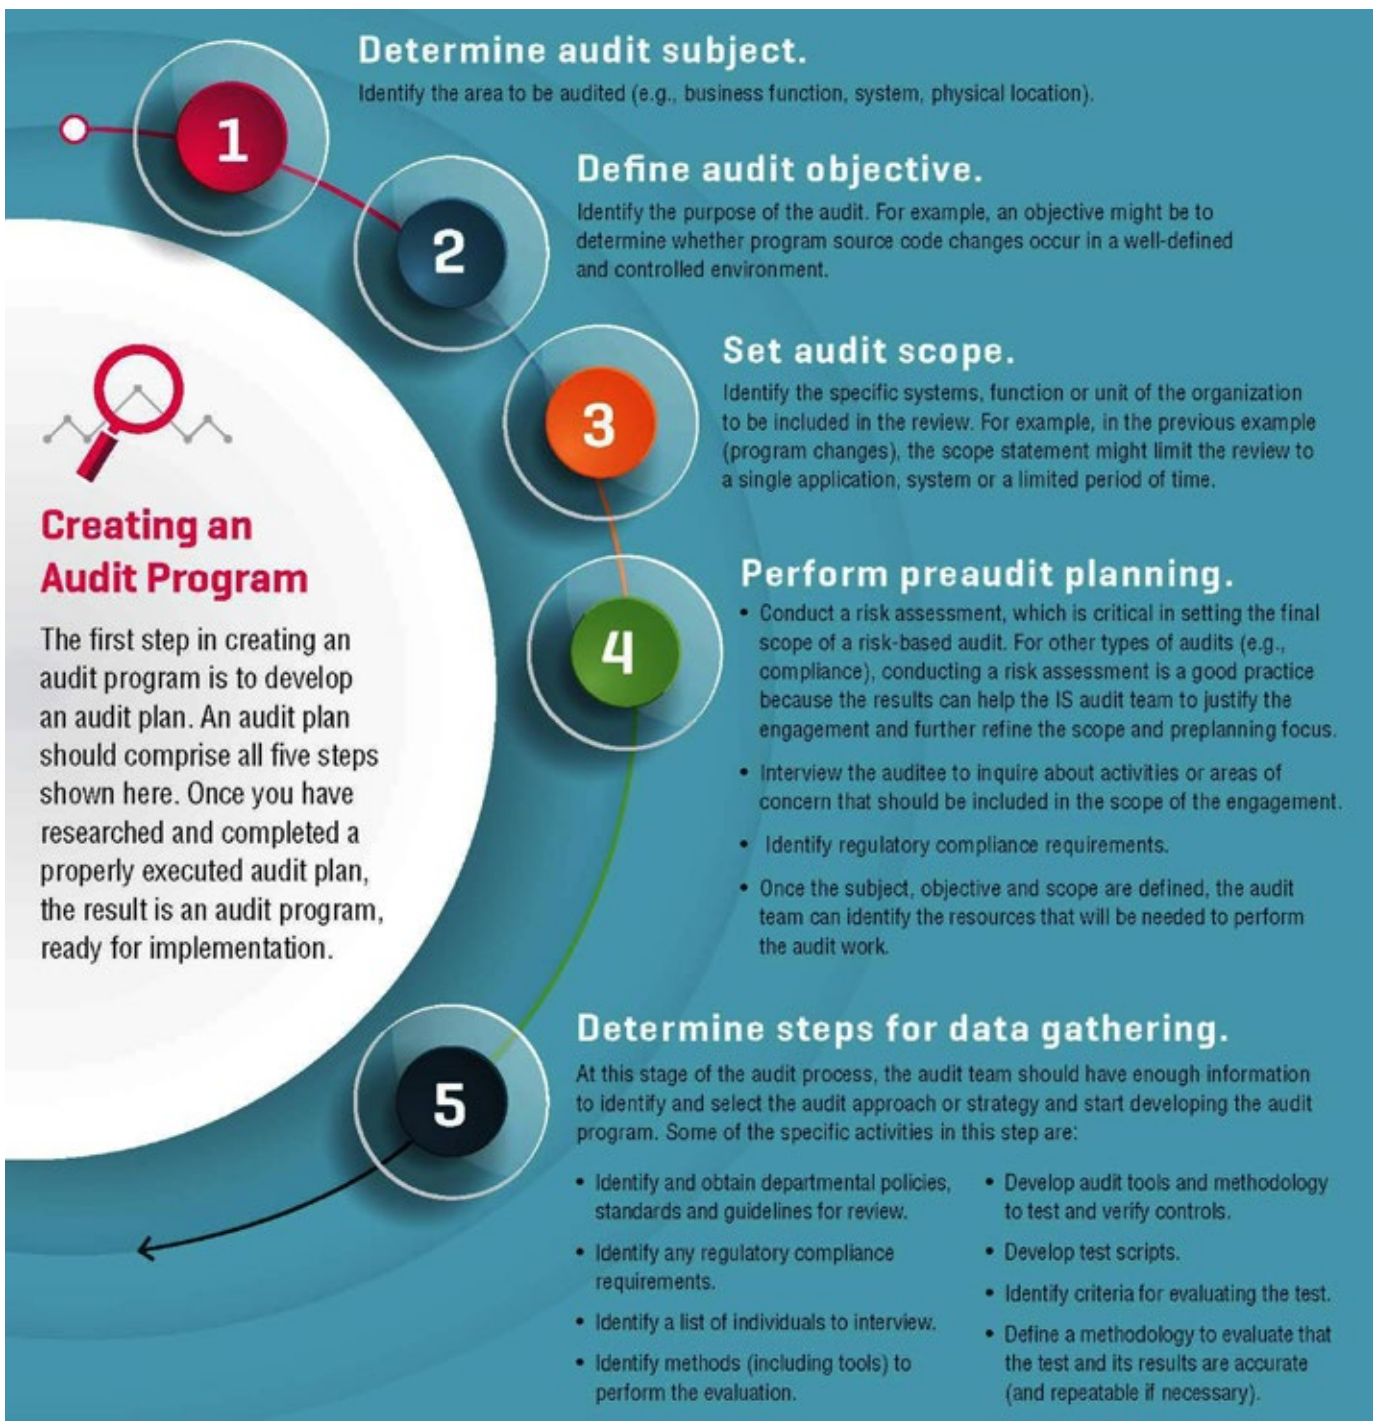 1
Determine audit subject.
Identify the area to be audited (e.g., business function, system, physical location).
2
Define audit objective.
Identify the purpose of the audit. For example, an objective might be to
determine whether program source code changes occur in a well-defined
and controlled environment.
3
Set audit scope.
Identify the specific systems, function or unit of the organization
to be included in the review. For example, in the previous example
(program changes), the scope statement might limit the review to
a single application, system or a limited period of time.
Creating an
Audit Program
The first step in creating an
audit program is to develop
an audit plan. An audit plan
should comprise all five steps
shown here. Once you have
researched and completed a
properly executed audit plan,
the result is an audit program,
ready for implementation.
4
Perform preaudit planning.
• Conduct a risk assessment, which is critical in setting the final
scope of a risk-based audit. For other types of audits (e.g.,
compliance), conducting a risk assessment is a good practice
because the results can help the IS audit team to justify the
engagement and further refine the scope and preplanning focus.
• Interview the auditee to inquire about activities or areas of
concern that should be included in the scope of the engagement.
• Identify regulatory compliance requirements.
• Once the subject, objective and scope are defined, the audit
team can identify the resources that will be needed to perform
the audit work.
5
Determine steps for data gathering.
At this stage of the audit process, the audit team should have enough information
to identify and select the audit approach or strategy and start developing the audit
program. Some of the specific activities in this step are:
• Identify and obtain departmental policies,
standards and guidelines for review.
• Identify any regulatory compliance
requirements.
• Identify a list of individuals to interview.
• Identify methods (including tools) to
perform the evaluation.
• Develop audit tools and methodology
to test and verify controls.
• Develop test scripts.
• Identify criteria for evaluating the test.
• Define a methodology to evaluate that
the test and its results are accurate
(and repeatable if necessary).